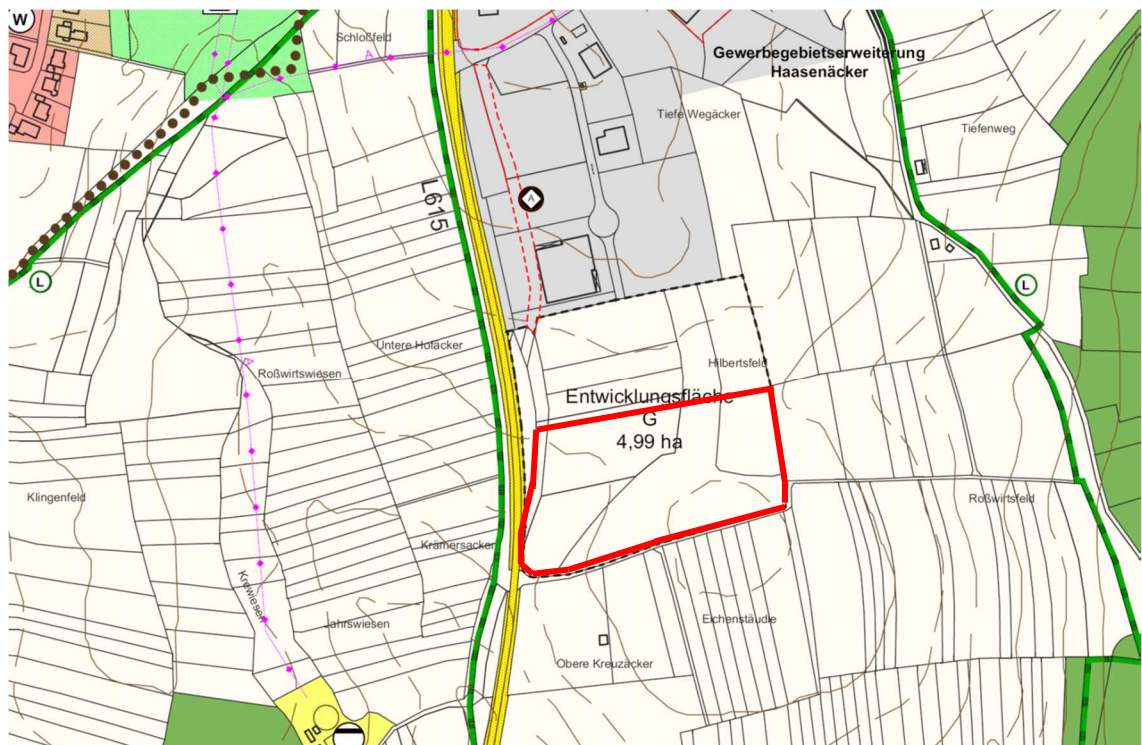 W
Schloßfeld
A
Gewerbegebietserweiterung
Haasenäcker
Tiefe Wegäcker
Tiefenweg
L615
A
L
L
Untere Hofäcker
A
Roßwirtswiesen
Hilbertsfeld
Entwicklungsfläche
G
4,99 ha
Klingenfeld
Roßwirtsfeld
Krämersacker
Krewiesen
Jahrswiesen
Eichenstäudle
Obere Kreuzäcker